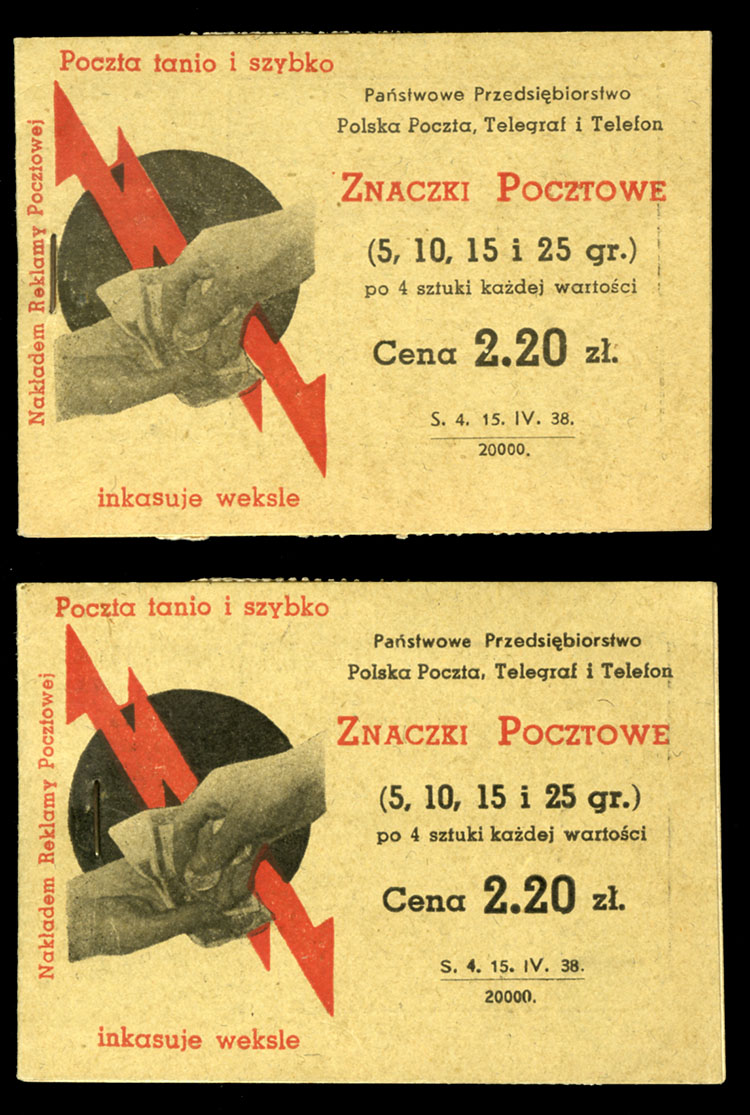 Poczta tanio i szybko
Nakładem Reklamy Pocztowej
inkasuje weksle
Państwowe Przedsiębiorstwo
Polska Poczta, Telegraf i Telefon
ZNACZKI POCZTOWE
(5, 10, 15 i 25 gr.)
po 4 sztuki każdej wartości
Cena 2.20 zł.
S. 4. 15. IV. 38.
20000.
Poczta tanio i szybko
Nakładem Reklamy Pocztowej
inkasuje weksle
Państwowe Przedsiębiorstwo
Polska Poczta, Telegraf i Telefon
ZNACZKI POCZTOWE
(5, 10, 15 i 25 gr.)
po 4 sztuki każdej wartości
Cena 2.20 zł.
S. 4. 15. IV. 38.
20000.